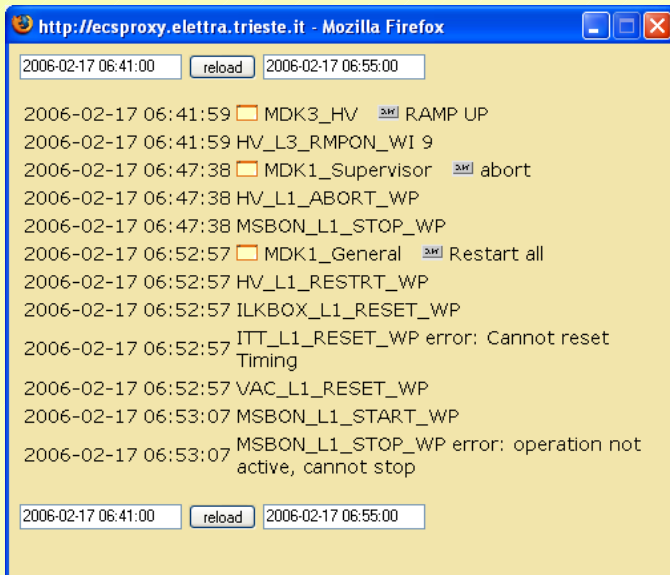 http://ecsproxy.elettra.trieste.it - Mozilla Firefox
2006-02-17 06:41:00 reload 2006-02-17 06:55:00
2006-02-17 06:41:59 MDK3_HV RAMP UP
2006-02-17 06:41:59 HV_L3_RMPON_WI 9
2006-02-17 06:47:38 MDK1_Supervisor abort
2006-02-17 06:47:38 HV_L1_ABORT_WP
2006-02-17 06:47:38 MSBON_L1_STOP_WP
2006-02-17 06:52:57 MDK1_General Restart all
2006-02-17 06:52:57 HV_L1_RESTRT_WP
2006-02-17 06:52:57 ILKBOX_L1_RESET_WP
2006-02-17 06:52:57 ITT_L1_RESET_WP error: Cannot reset
Timing
2006-02-17 06:52:57 VAC_L1_RESET_WP
2006-02-17 06:53:07 MSBON_L1_START_WP
2006-02-17 06:53:07 MSBON_L1_STOP_WP error: operation not
active, cannot stop
2006-02-17 06:41:00 reload 2006-02-17 06:55:00